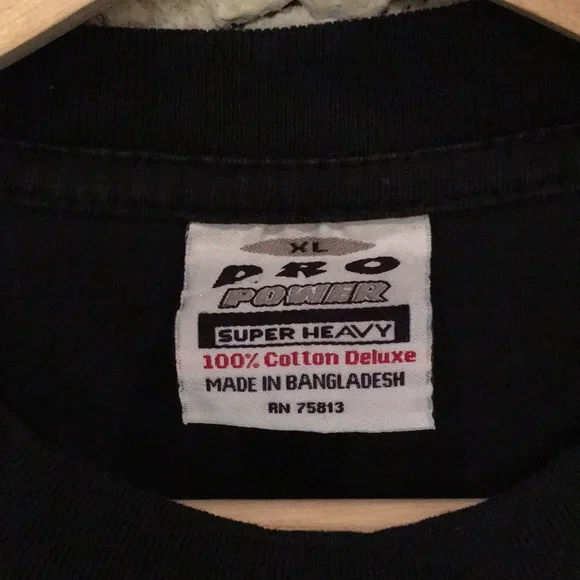 XL
PRO
POWER
SUPER HEAVY
100% Cotton Deluxe
MADE IN BANGLADESH
RN 75813